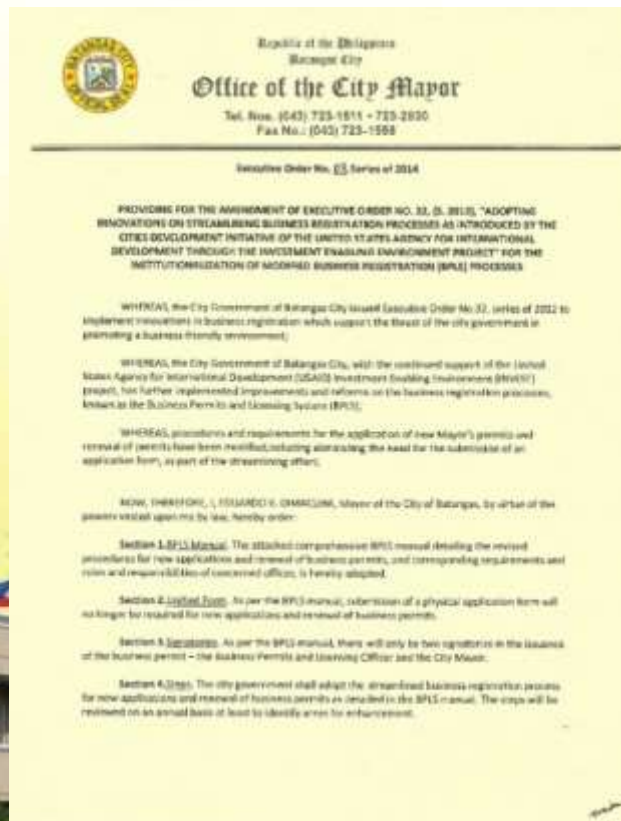 BATANGAS CITY
OFFICIAL SEAL
Republic of the Philippines
Batangas City
Office of the City Mayor
Tel. Nos. (043) 723-1511 • 723-2930
Fax No.: (043) 723-1558
Executive Order No. 03 Series of 2014
PROVIDING FOR THE AMENDMENT OF EXECUTIVE ORDER NO. 32, (S. 2012), "ADOPTING
INNOVATIONS ON STREAMLINING BUSINESS REGISTRATION PROCESSES AS INTRODUCED BY THE
CITIES DEVELOPMENT INITIATIVE OF THE UNITED STATES AGENCY FOR INTERNATIONAL
DEVELOPMENT THROUGH THE INVESTMENT ENABLING ENVIRONMENT PROJECT" FOR THE
INSTITUTIONALIZATION OF MODIFIED BUSINESS REGISTRATION (BPLS) PROCESSES
WHEREAS, the City Government of Batangas City issued Executive Order No 32, series of 2012 to
implement innovations in business registration which support the thrust of the city government in
promoting a business friendly environment;
WHEREAS, the City Government of Batangas City, with the continued support of the United
States Agency for International Development (USAID) Investment Enabling Environment (INVEST)
project, has further implemented improvements and reforms on the business registration processes,
known as the Business Permits and Licensing System (BPLS);
WHEREAS, procedures and requirements for the application of new Mayor's permits and
renewal of permits have been modified, including eliminating the need for the submission of an
application form, as part of the streamlining effort;
NOW, THEREFORE, I, EDUARDO B. DIMACUHA, Mayor of the City of Batangas, by virtue of the
powers vested upon me by law, hereby order:
Section 1. BPLS Manual. The attached comprehensive BPLS manual detailing the revised
procedures for new applications and renewal of business permits, and corresponding requirements and
roles and responsibilities of concerned offices, is hereby adopted.
Section 2. Unified Form. As per the BPLS manual, submission of a physical application form will
no longer be required for new applications and renewal of business permits.
Section 3. Signatories. As per the BPLS manual, there will only be two signatories in the issuance
of the business permit – the Business Permits and Licensing Officer and the City Mayor.
Section 4. Steps. The city government shall adopt the streamlined business registration process
for new applications and renewal of business permits as detailed in the BPLS manual. The steps will be
reviewed on an annual basis at least to identify areas for enhancement.